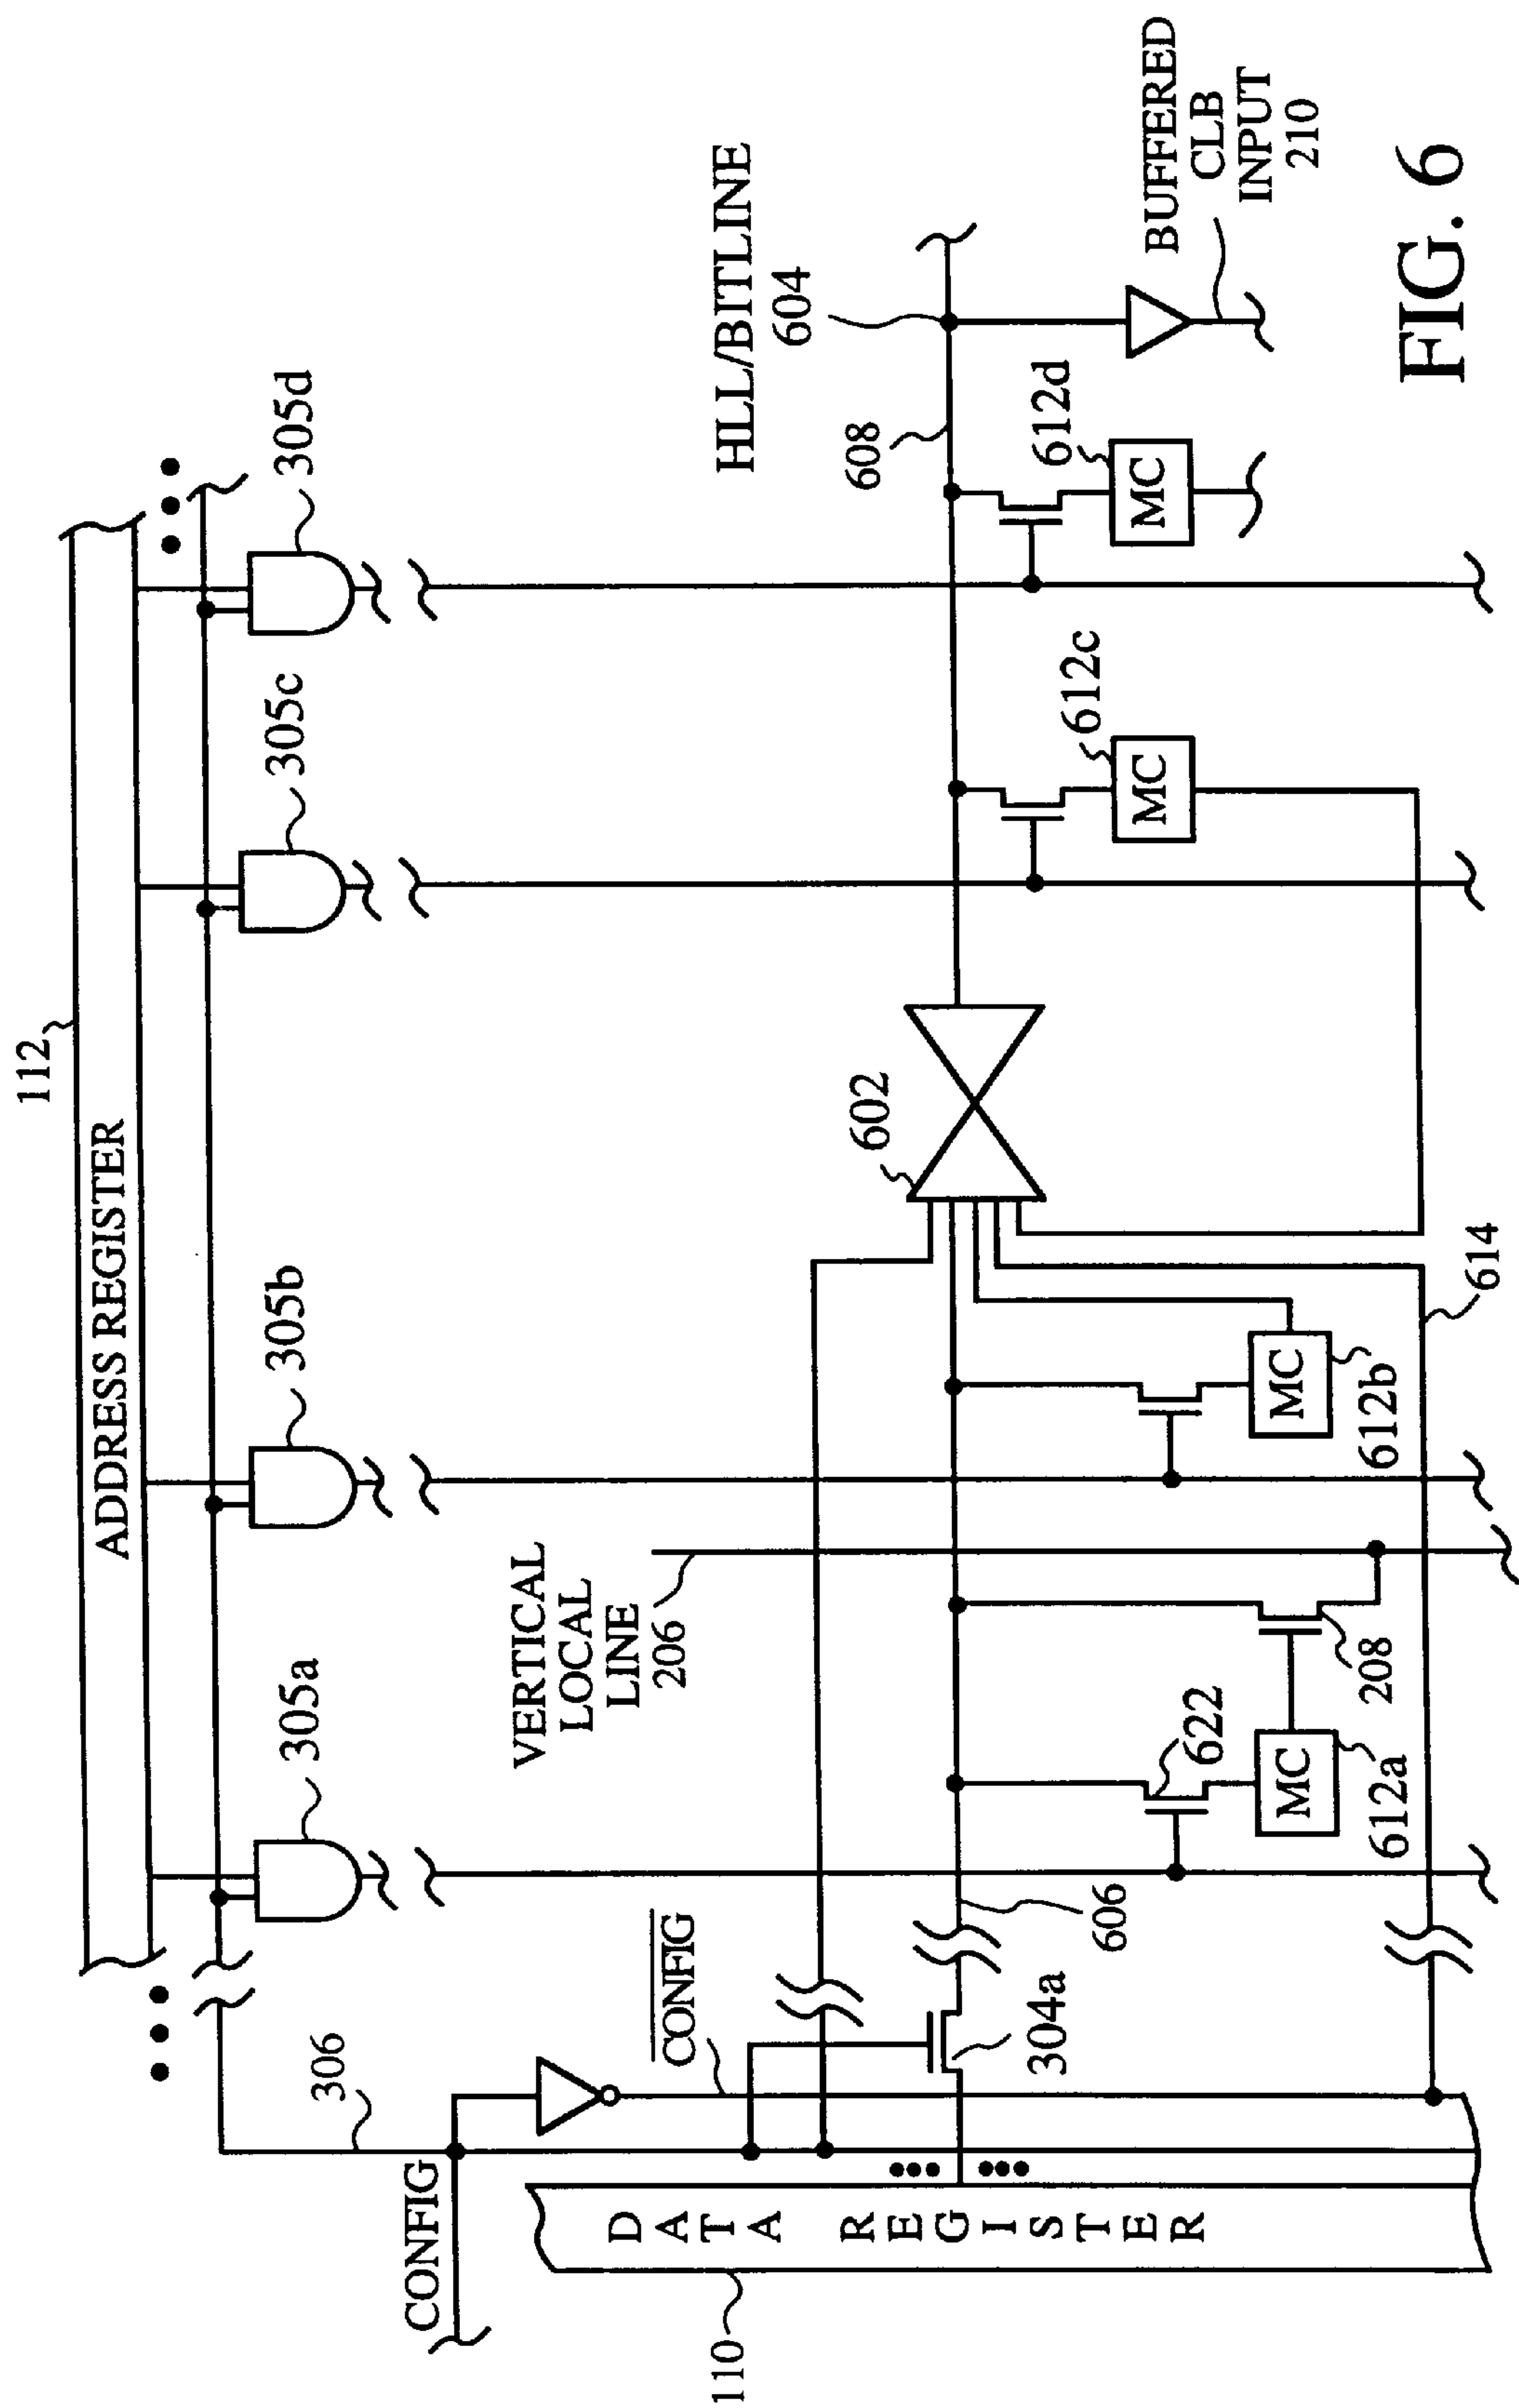 112
ADDRESS REGISTER
305a
305b
305c
305d
306
CONFIG
CONFIG
VERTICAL
LOCAL
LINE
206
602
HLL/BITLINE
604
608
DATA REGISTER
110
304a
606
622
612a
208
612b
614
612c
612d
MC
MC
MC
MC
BUFFERED
CLB
INPUT
210
FIG. 6